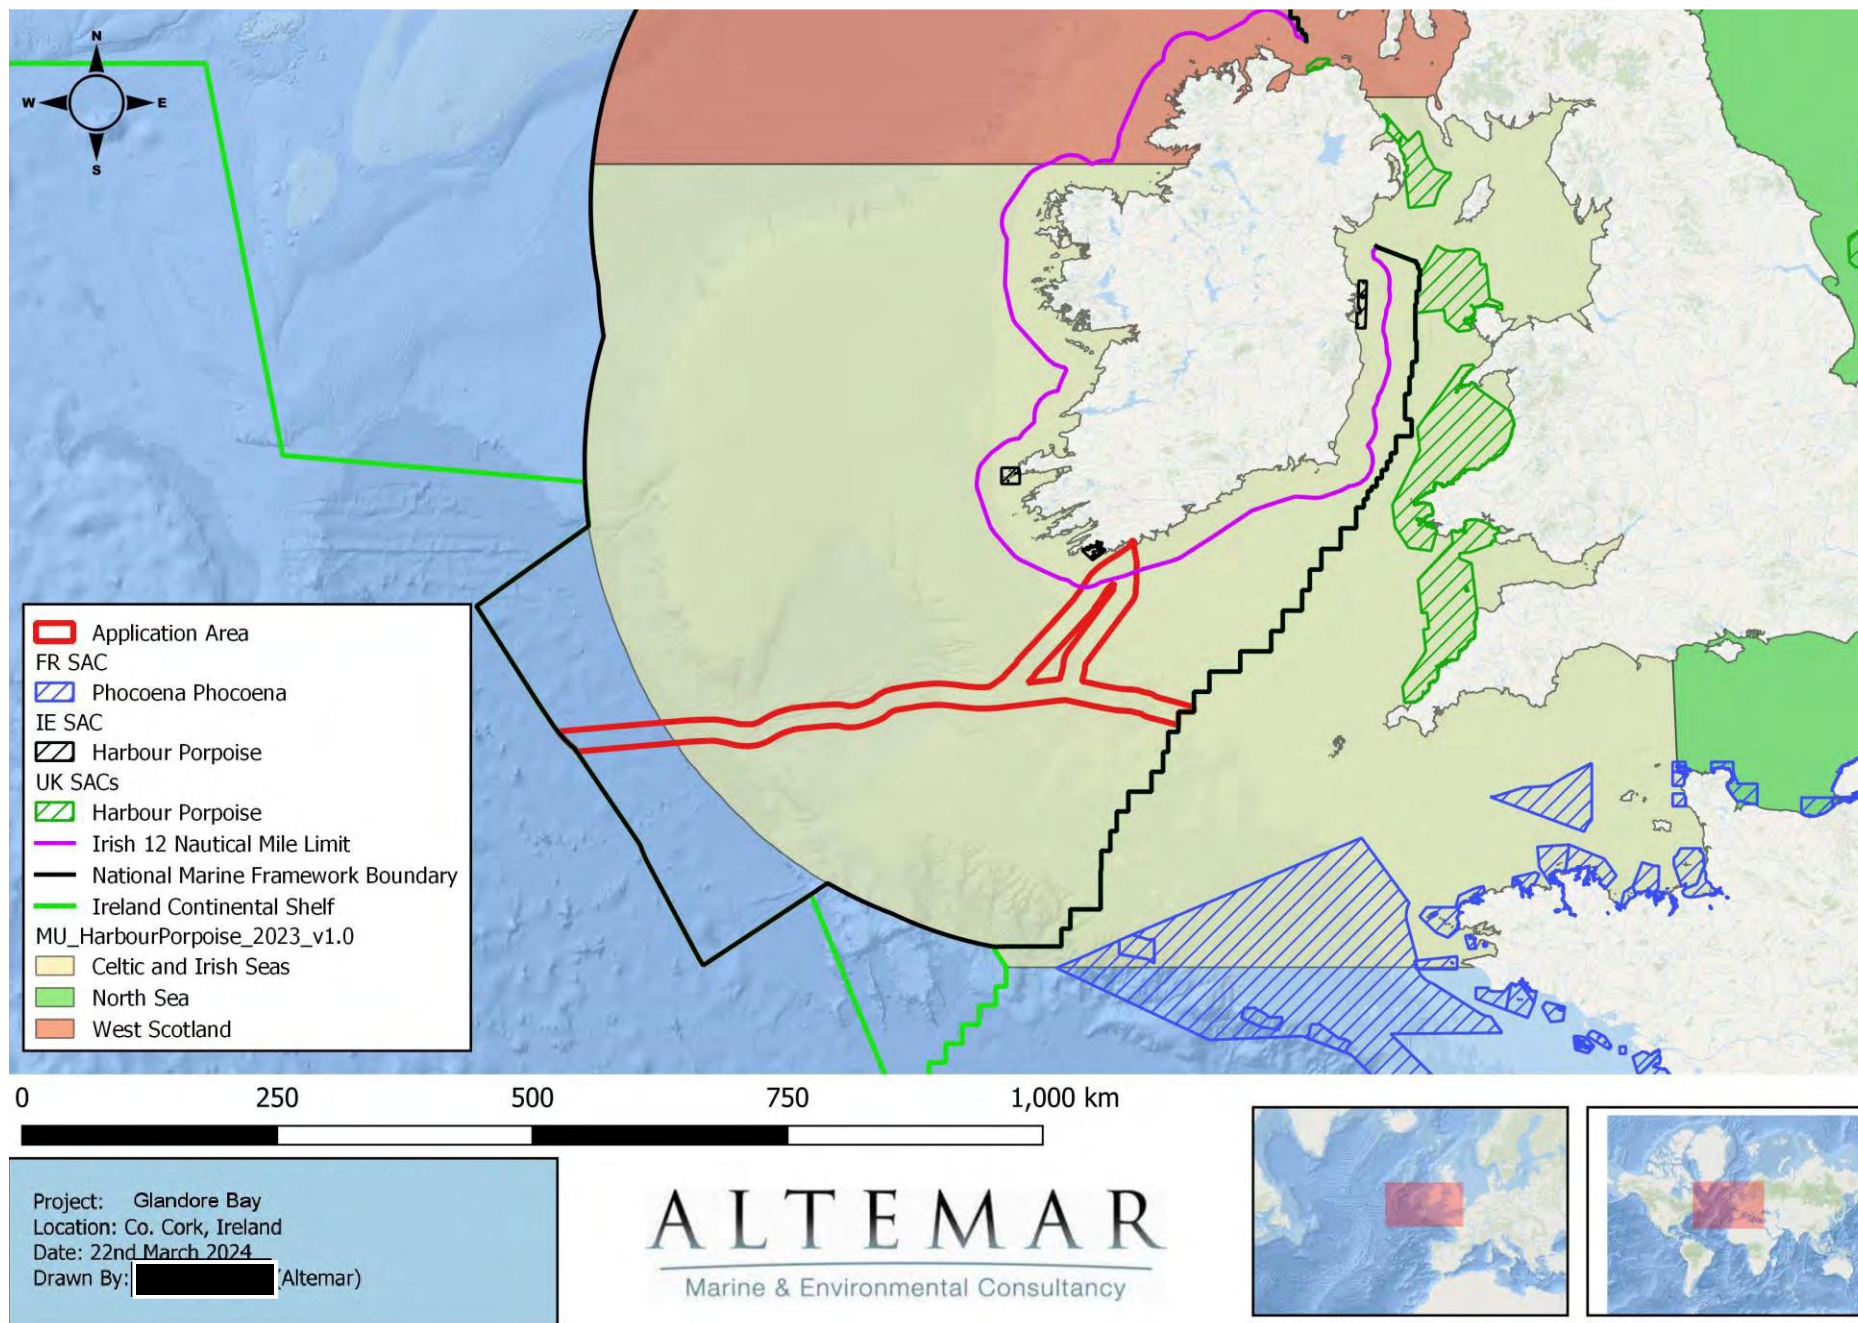 N
W
E
S
Application Area
FR SAC
Phocoena Phocoena
IE SAC
Harbour Porpoise
UK SACs
Harbour Porpoise
Irish 12 Nautical Mile Limit
National Marine Framework Boundary
Ireland Continental Shelf
MU_HarbourPorpoise_2023_v1.0
Celtic and Irish Seas
North Sea
West Scotland
0 250 500 750 1,000 km
Project: Glandore Bay
Location: Co. Cork, Ireland
Date: 22nd March 2024
Drawn By: (Altemar)
ALTEMAR
Marine & Environmental Consultancy